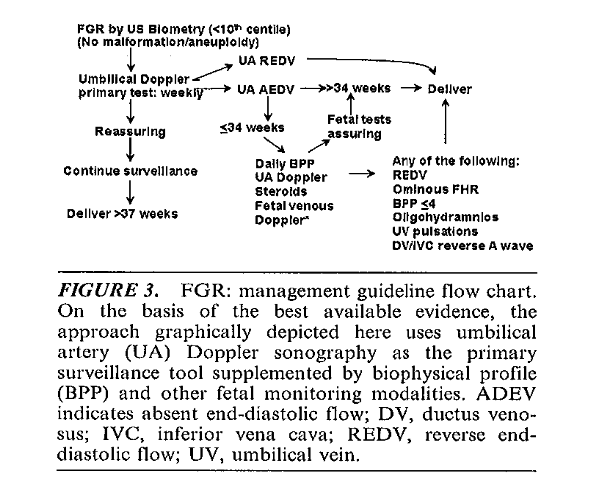 FGR by US Biometry (<10th centile)
(No malformation/aneuploidy)
UA REDV
Umbilical Doppler
primary test: weekly
UA AEDV
>34 weeks
Deliver
Reassuring
≤34 weeks
Fetal tests
assuring
Continue surveillance
Daily BPP
UA Doppler
Steroids
Fetal venous
Doppler*
Any of the following:
REDV
Ominous FHR
BPP ≤4
Oligohydramnios
UV pulsations
DV/IVC reverse A wave
Deliver >37 weeks
FIGURE 3. FGR: management guideline flow chart.
On the basis of the best available evidence, the
approach graphically depicted here uses umbilical
artery (UA) Doppler sonography as the primary
surveillance tool supplemented by biophysical profile
(BPP) and other fetal monitoring modalities. ADEV
indicates absent end-diastolic flow; DV, ductus veno-
sus; IVC, inferior vena cava; REDV, reverse end-
diastolic flow; UV, umbilical vein.